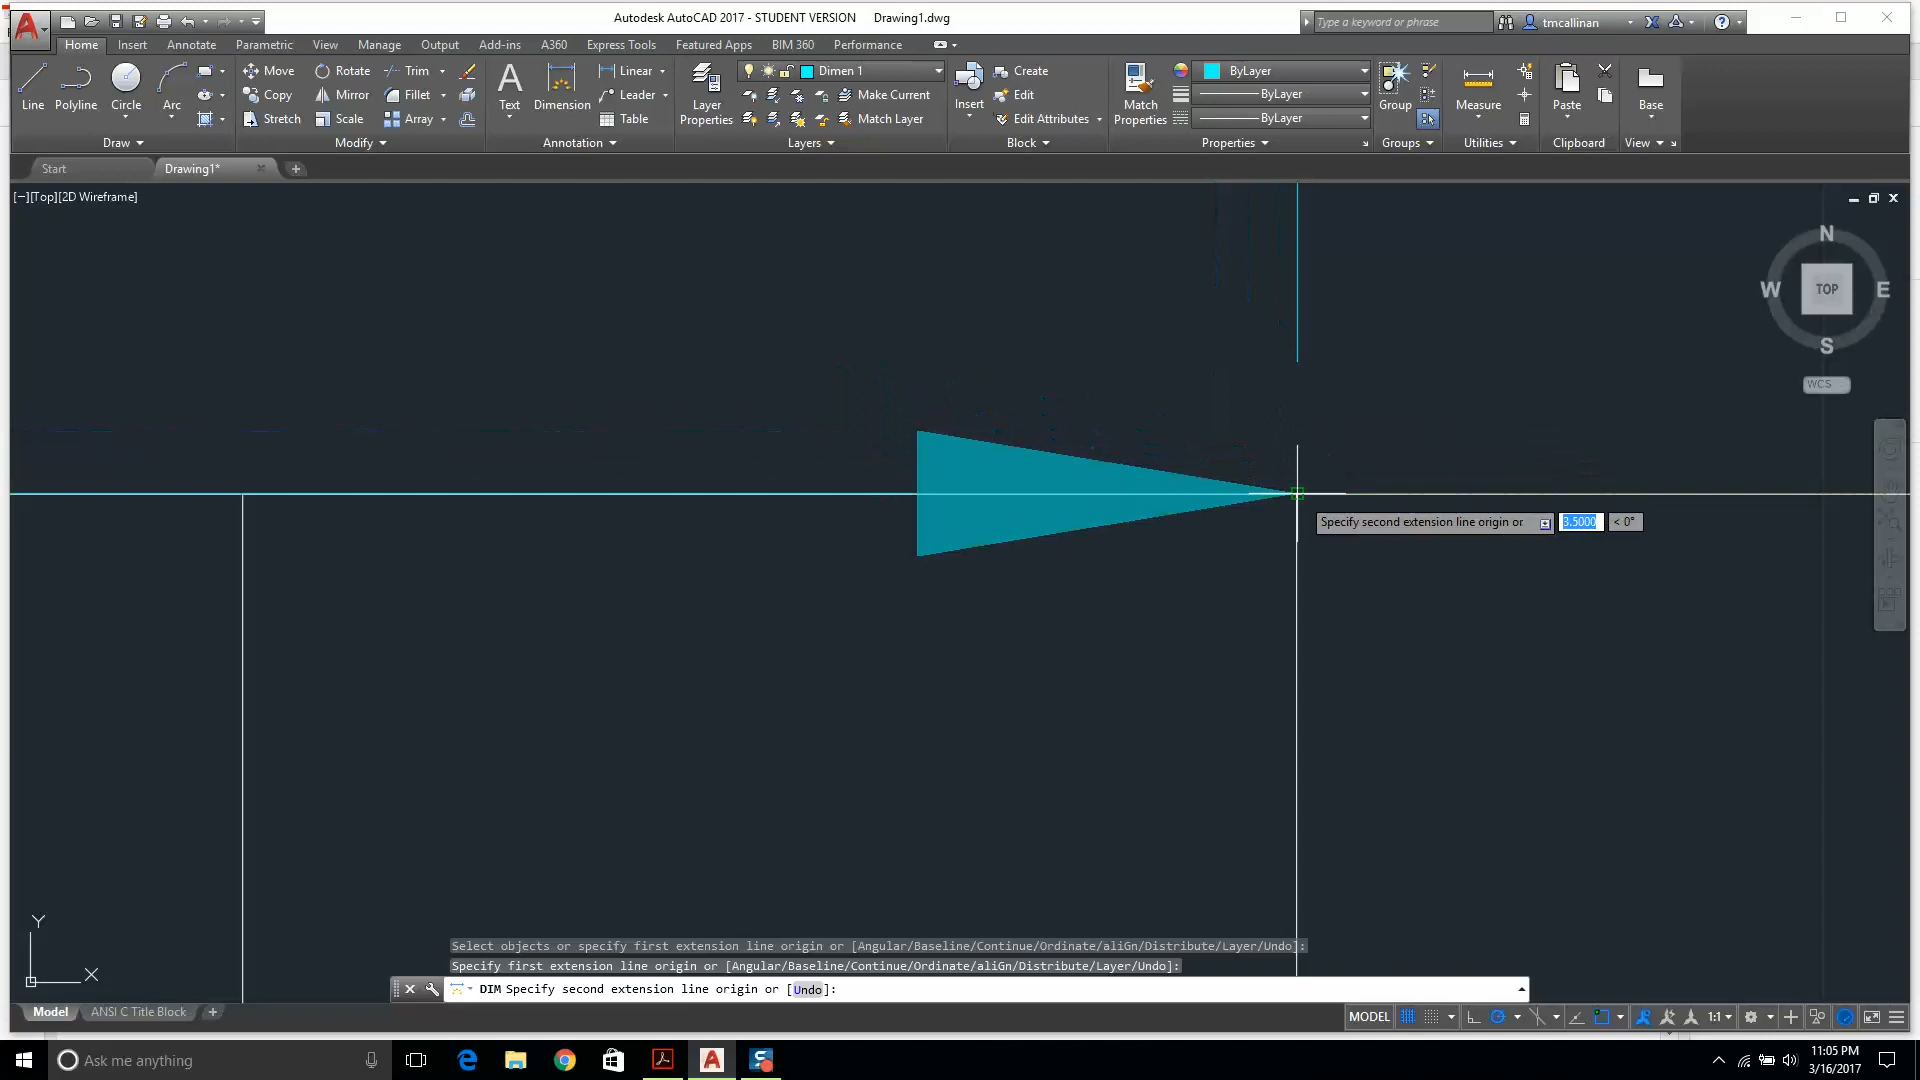 Autodesk AutoCAD 2017 - STUDENT VERSION Drawing1.dwg
Type a keyword or phrase
tmcallinan
Home Insert Annotate Parametric View Manage Output Add-ins A360 Express Tools Featured Apps BIM 360 Performance
Line Polyline Circle Arc
Move Rotate Trim
Copy Mirror Fillet
Stretch Scale Array
Text Dimension
Linear
Leader
Table
Layer Properties
Dimen 1
Make Current
Match Layer
Insert
Create
Edit
Edit Attributes
Match Properties
ByLayer
ByLayer
ByLayer
Group
Measure
Paste
Base
Draw Modify Annotation Layers Block Properties Groups Utilities Clipboard View
Start Drawing1*
[−][Top][2D Wireframe]
N
W TOP E
S
WCS
Specify second extension line origin or 3.5000 < 0°
Y
X
Select objects or specify first extension line origin or [Angular/Baseline/Continue/Ordinate/aliGn/Distribute/Layer/Undo]:
Specify first extension line origin or [Angular/Baseline/Continue/Ordinate/aliGn/Distribute/Layer/Undo]:
DIM Specify second extension line origin or [Undo]:
Model ANSI C Title Block
MODEL 1:1
Ask me anything
11:05 PM
3/16/2017